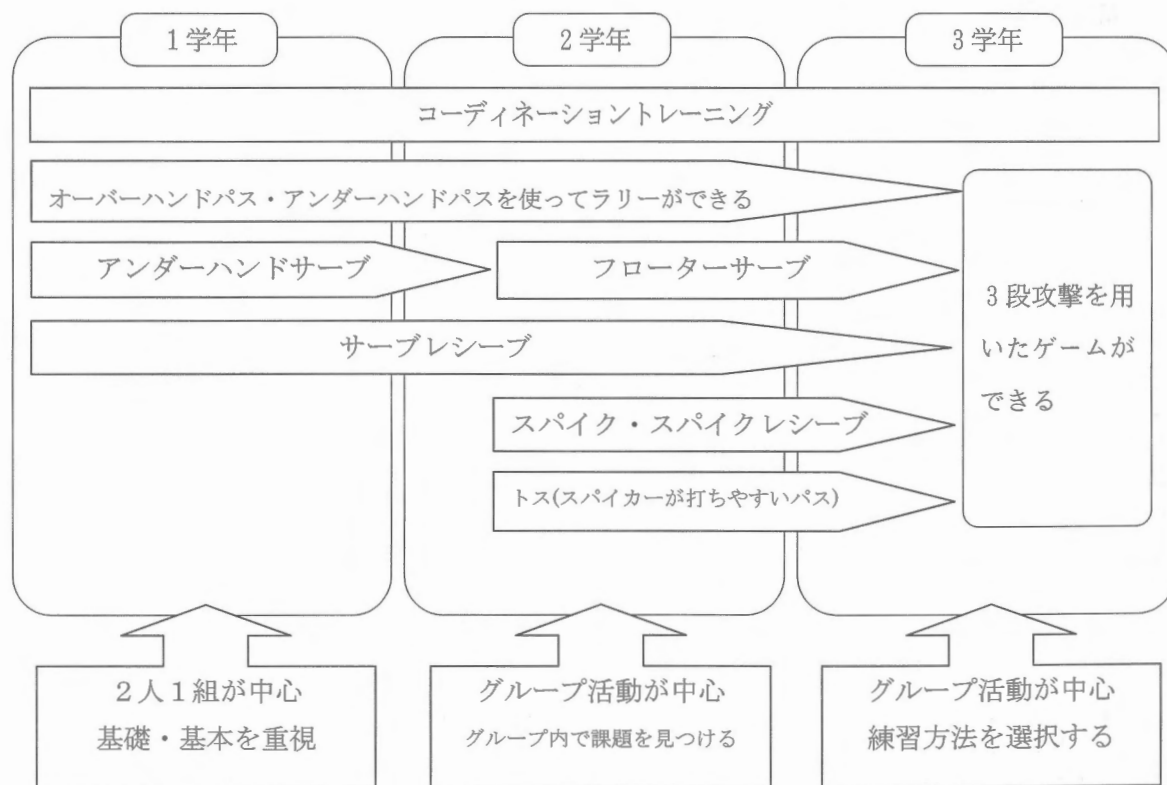 1学年
2学年
3学年
コーディネーショントレーニング
オーバーハンドパス・アンダーハンドパスを使ってラリーができる
アンダーハンドサーブ
フローターサーブ
サーブレシーブ
スパイク・スパイクレシーブ
トス(スパイカーが打ちやすいパス)
3段攻撃を用
いたゲームが
できる
2人1組が中心
基礎・基本を重視
グループ活動が中心
グループ内で課題を見つける
グループ活動が中心
練習方法を選択する